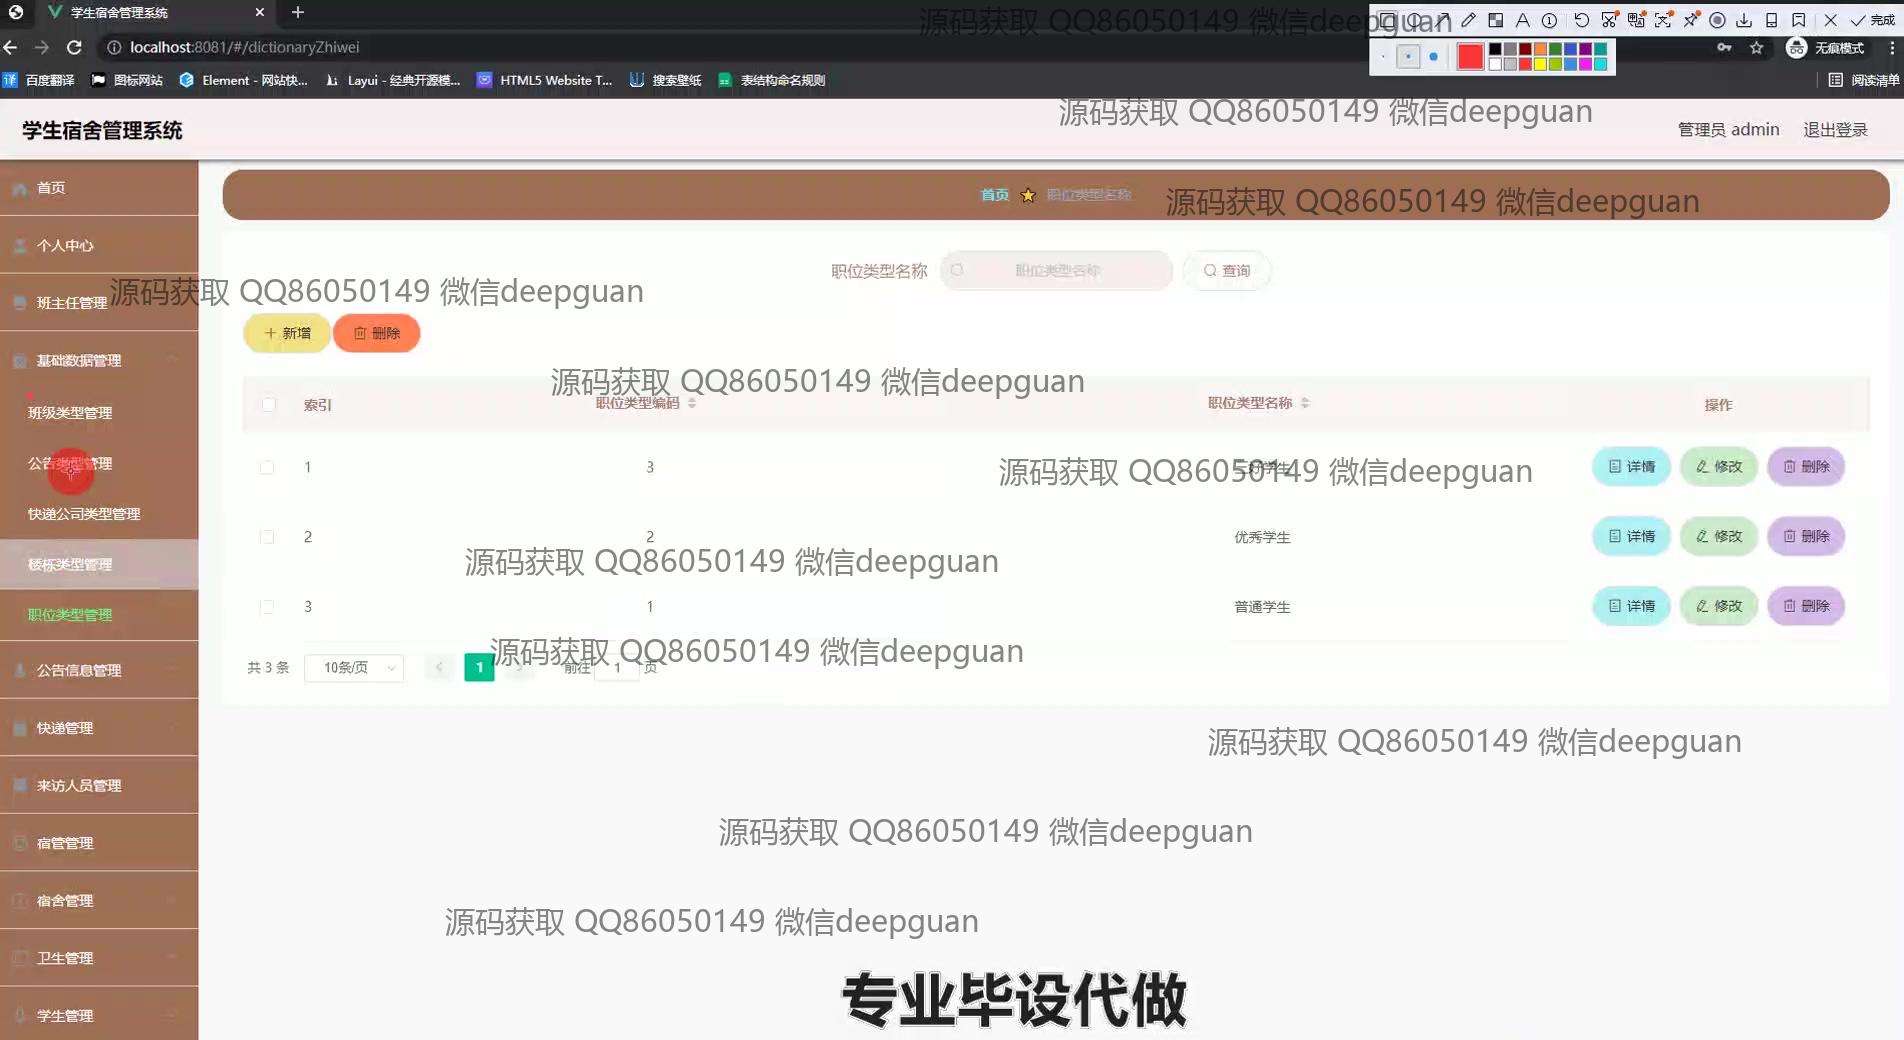 学生宿舍管理系统
源码获取 QQ86050149 微信deepguan
完成
localhost:8081/#/dictionaryZhiwei
无痕模式
百度翻译 图标网站 Element - 网站快... Layui - 经典开源模... HTML5 Website T... 搜索壁纸 表结构命名规则
阅读清单
源码获取 QQ86050149 微信deepguan
学生宿舍管理系统
管理员 admin 退出登录
首页
首页 职位类型名称
源码获取 QQ86050149 微信deepguan
个人中心
职位类型名称 职位类型名称 查询
班主任管理
源码获取 QQ86050149 微信deepguan
新增 删除
基础数据管理
源码获取 QQ86050149 微信deepguan
索引 职位类型编码 职位类型名称 操作
班级类型管理
公告类型管理
1 3 详情 修改 删除
源码获取 QQ86050149 微信deepguan
快递公司类型管理
2 2 优秀学生 详情 修改 删除
楼栋类型管理
源码获取 QQ86050149 微信deepguan
职位类型管理
3 1 普通学生 详情 修改 删除
源码获取 QQ86050149 微信deepguan
共 3 条 10条/页 1 前往 1 页
公告信息管理
快递管理
源码获取 QQ86050149 微信deepguan
来访人员管理
源码获取 QQ86050149 微信deepguan
宿管管理
宿舍管理
源码获取 QQ86050149 微信deepguan
卫生管理
专业毕设代做
学生管理